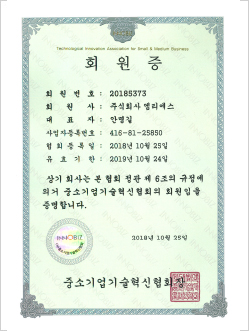 Technological Innovation Association for Small & Medium Business
회원증
회 원 번 호 : 20185373
회 원 사 : 주식회사 엠티에스
대 표 자 : 안명길
사업자등록번호 : 416-81-25850
협회등록일 : 2018년 10월 25일
유 효 기 한 : 2019년 10월 24일
상기 회사는 본 협회 정관 제 6조의 규정에
의거 중소기업기술혁신협회의 회원임을
증명합니다.
2018년 10월 25일
INNOBIZ
중소기업기술혁신협회장